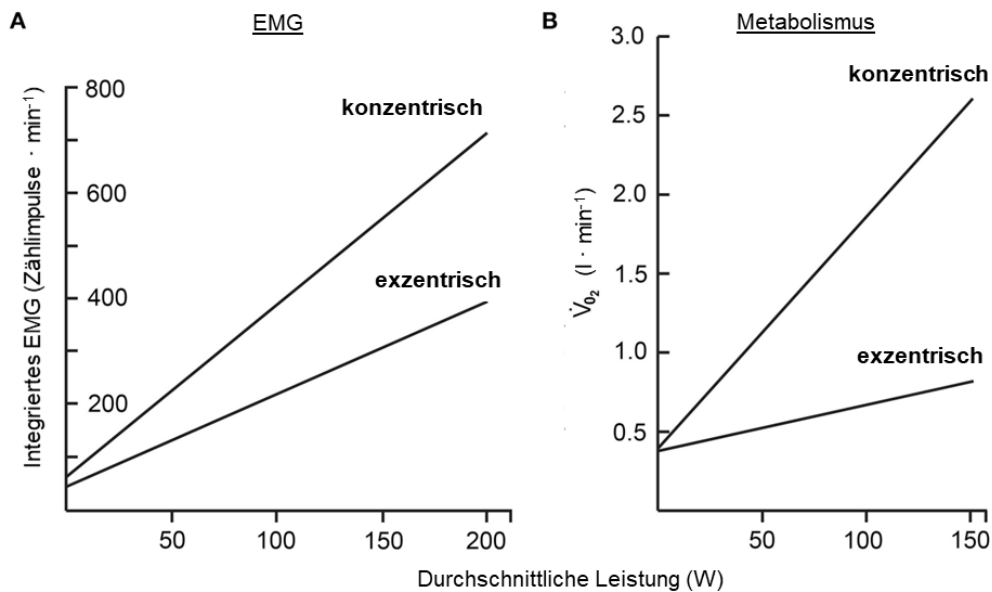 A
EMG
Integriertes EMG (Zählimpulse · min⁻¹)
800
600
400
200
konzentrisch
exzentrisch
50
100
150
200
B
Metabolismus
V̇₀₂ (l · min⁻¹)
3.0
2.5
2.0
1.5
1.0
0.5
konzentrisch
exzentrisch
50
100
150
Durchschnittliche Leistung (W)